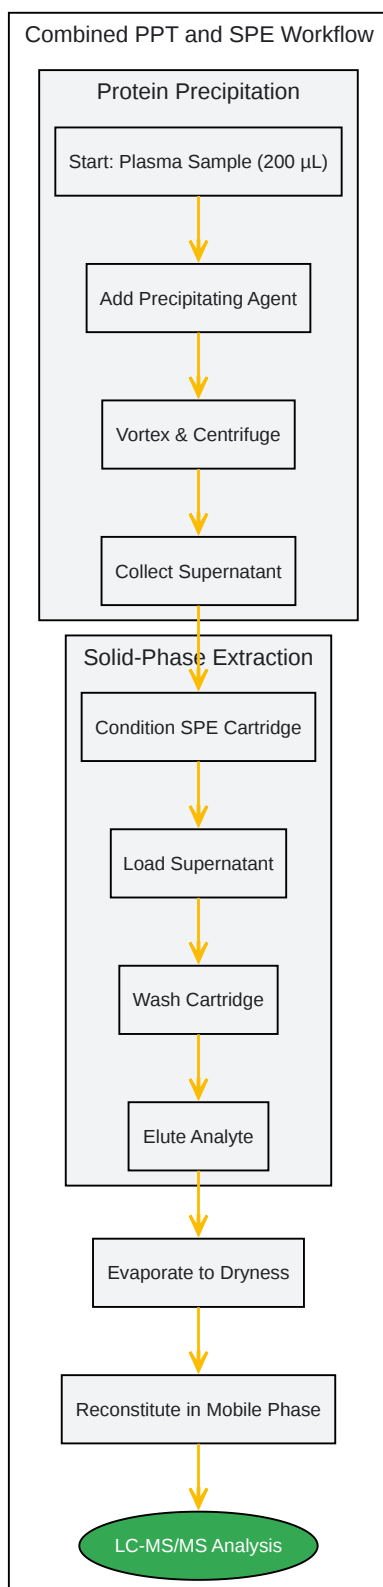 Combined PPT and SPE Workflow
Protein Precipitation
Start: Plasma Sample (200 µL)
Add Precipitating Agent
Vortex & Centrifuge
Collect Supernatant
Solid-Phase Extraction
Condition SPE Cartridge
Load Supernatant
Wash Cartridge
Elute Analyte
Evaporate to Dryness
Reconstitute in Mobile Phase
LC-MS/MS Analysis